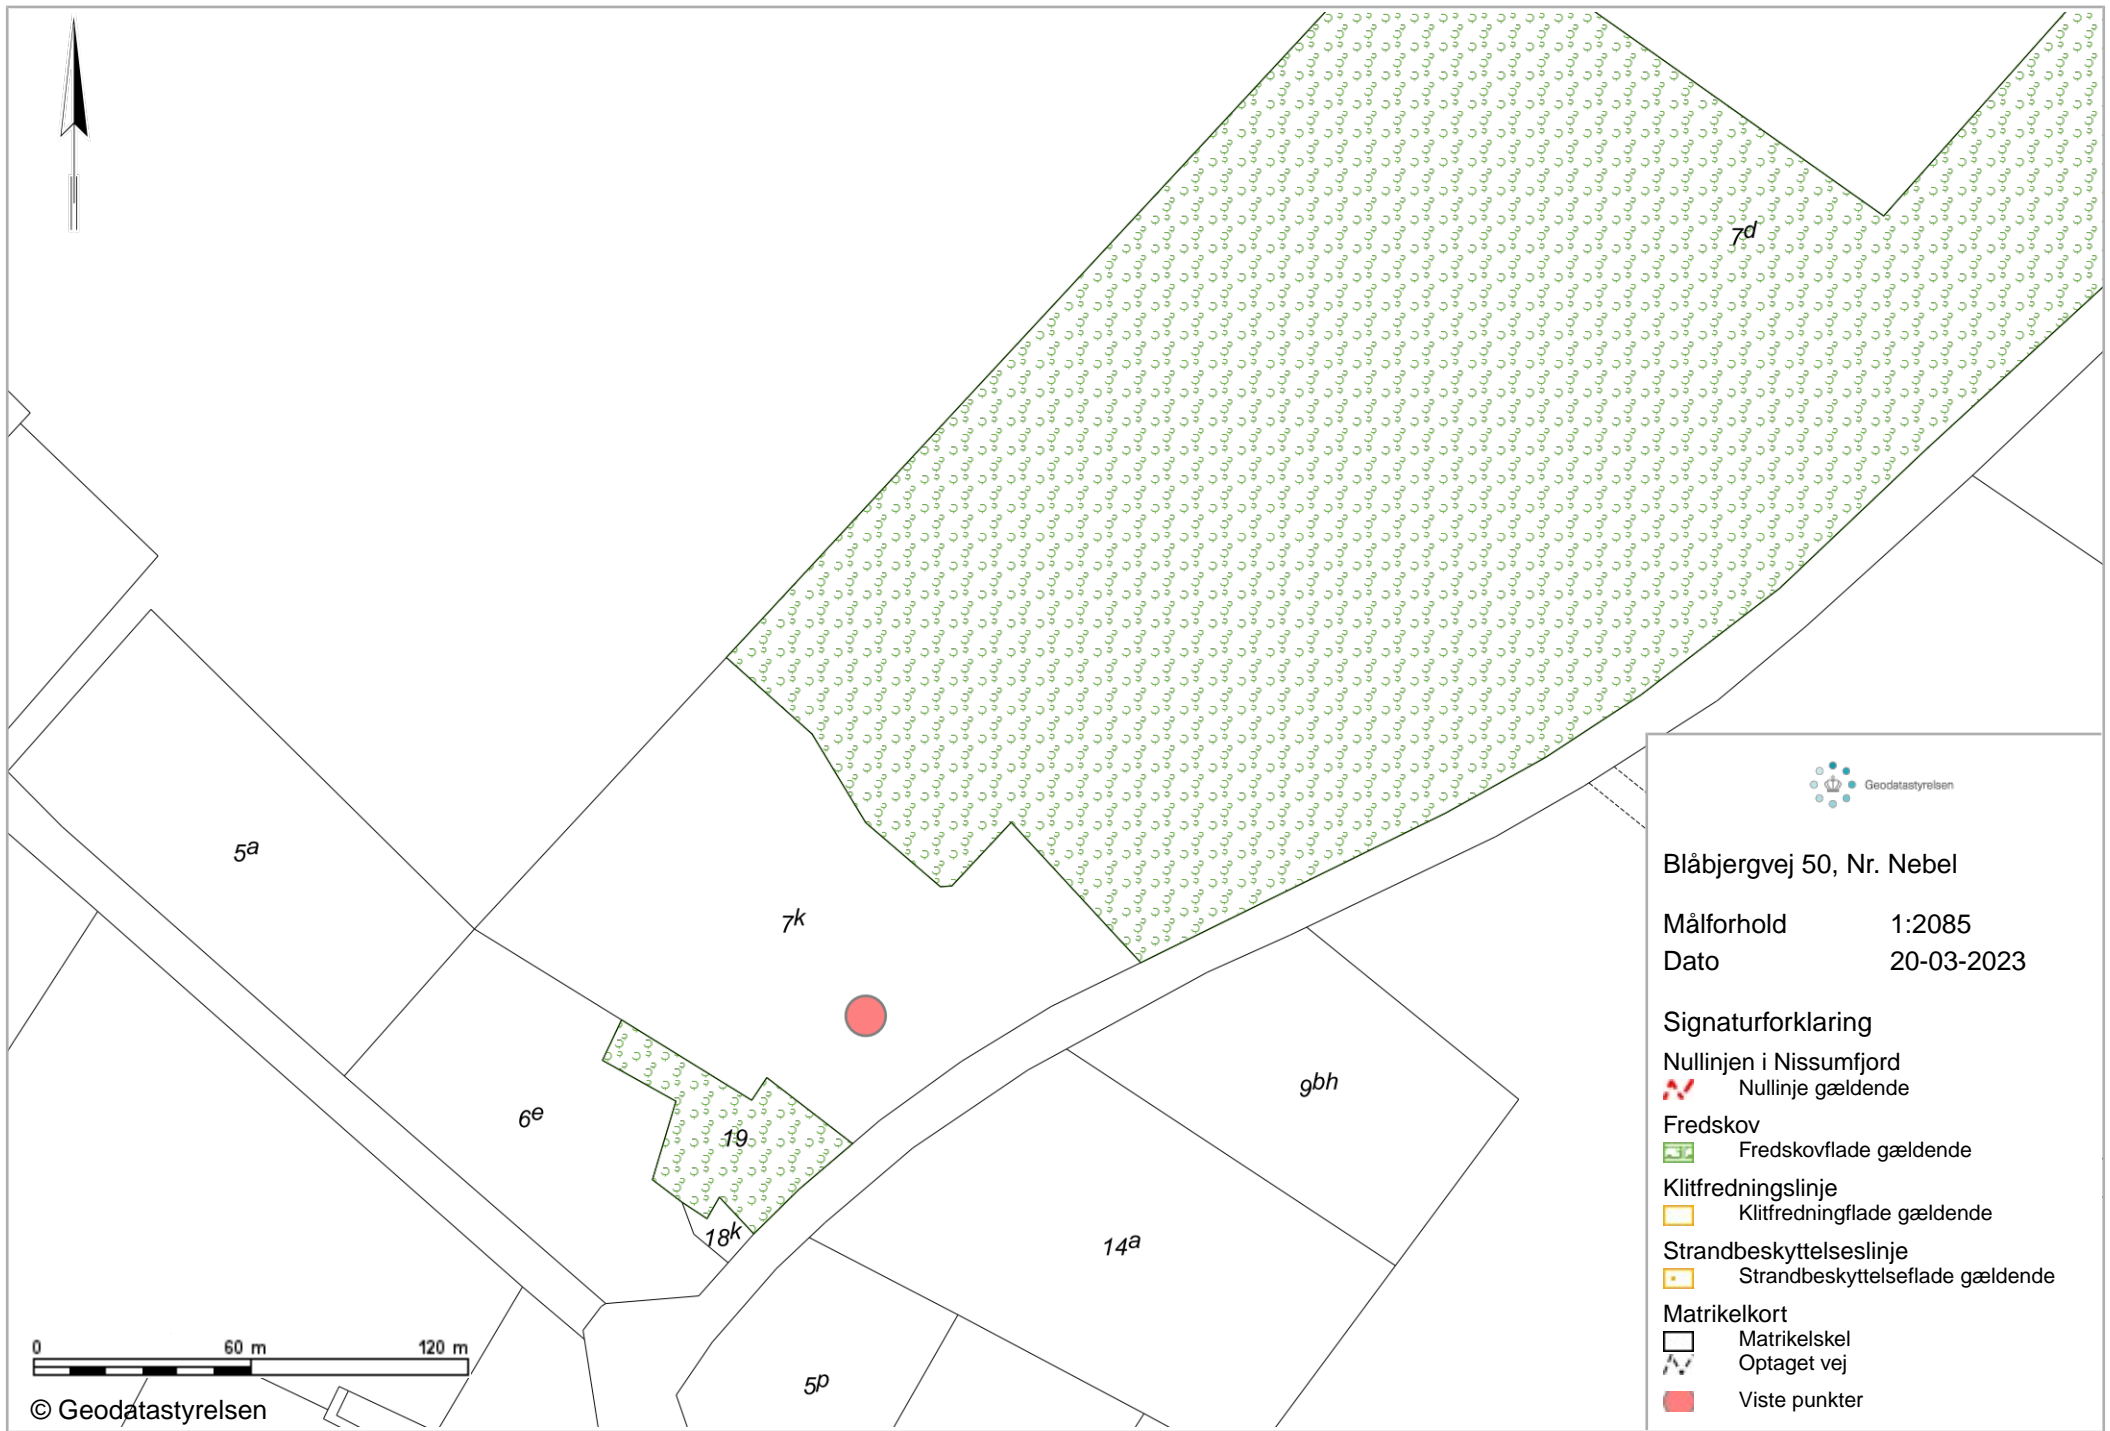 7d
5a
7k
6e
19
18k
9bh
14a
5p
0 60 m 120 m
© Geodatastyrelsen
Geodatastyrelsen
Blåbjergvej 50, Nr. Nebel
Målforhold 1:2085
Dato 20-03-2023
Signaturforklaring
Nullinjen i Nissumfjord
Nullinje gældende
Fredskov
Fredskovflade gældende
Klitfredningslinje
Klitfredningflade gældende
Strandbeskyttelseslinje
Strandbeskyttelseflade gældende
Matrikelkort
Matrikelskel
Optaget vej
Viste punkter